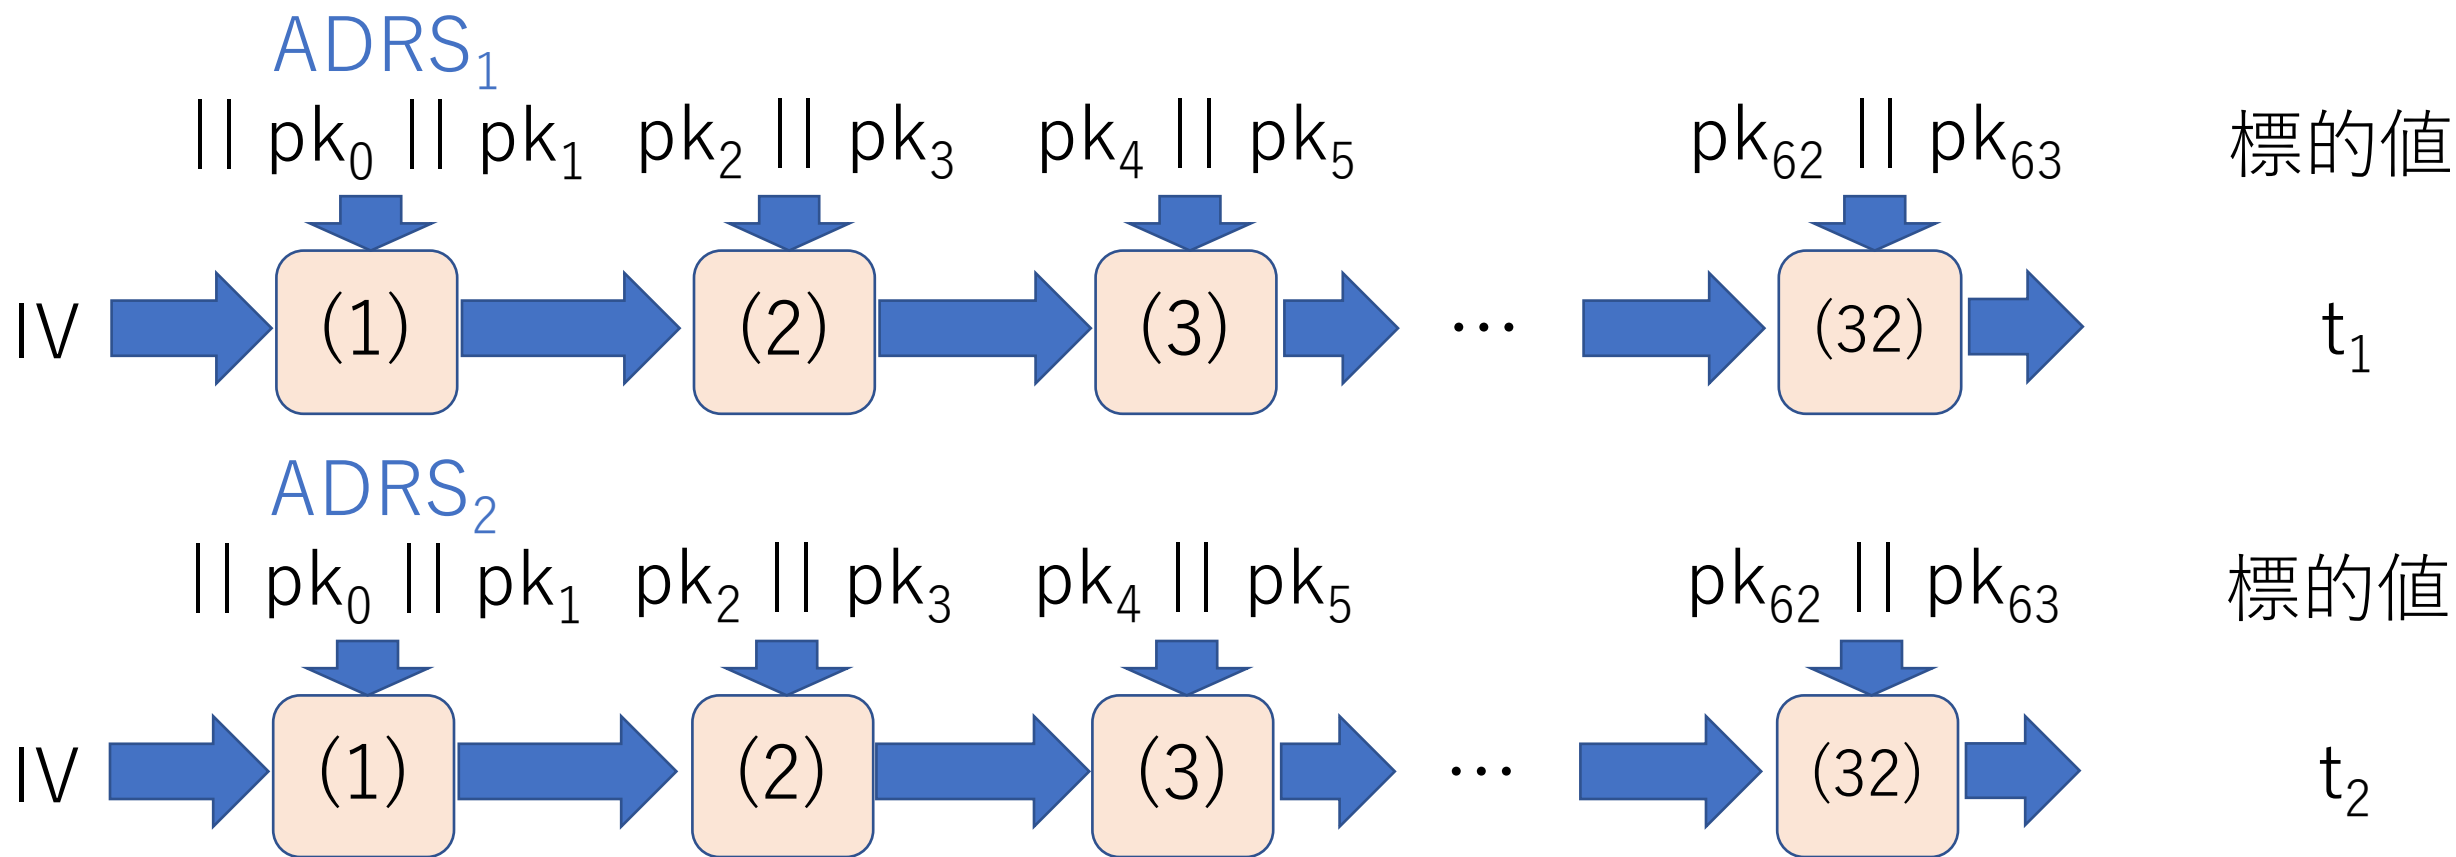 ADRS₁
|| pk₀ || pk₁ pk₂ || pk₃ pk₄ || pk₅ pk₆₂ || pk₆₃ 標的値
IV (1) (2) (3) … (32) t₁
ADRS₂
|| pk₀ || pk₁ pk₂ || pk₃ pk₄ || pk₅ pk₆₂ || pk₆₃ 標的値
IV (1) (2) (3) … (32) t₂